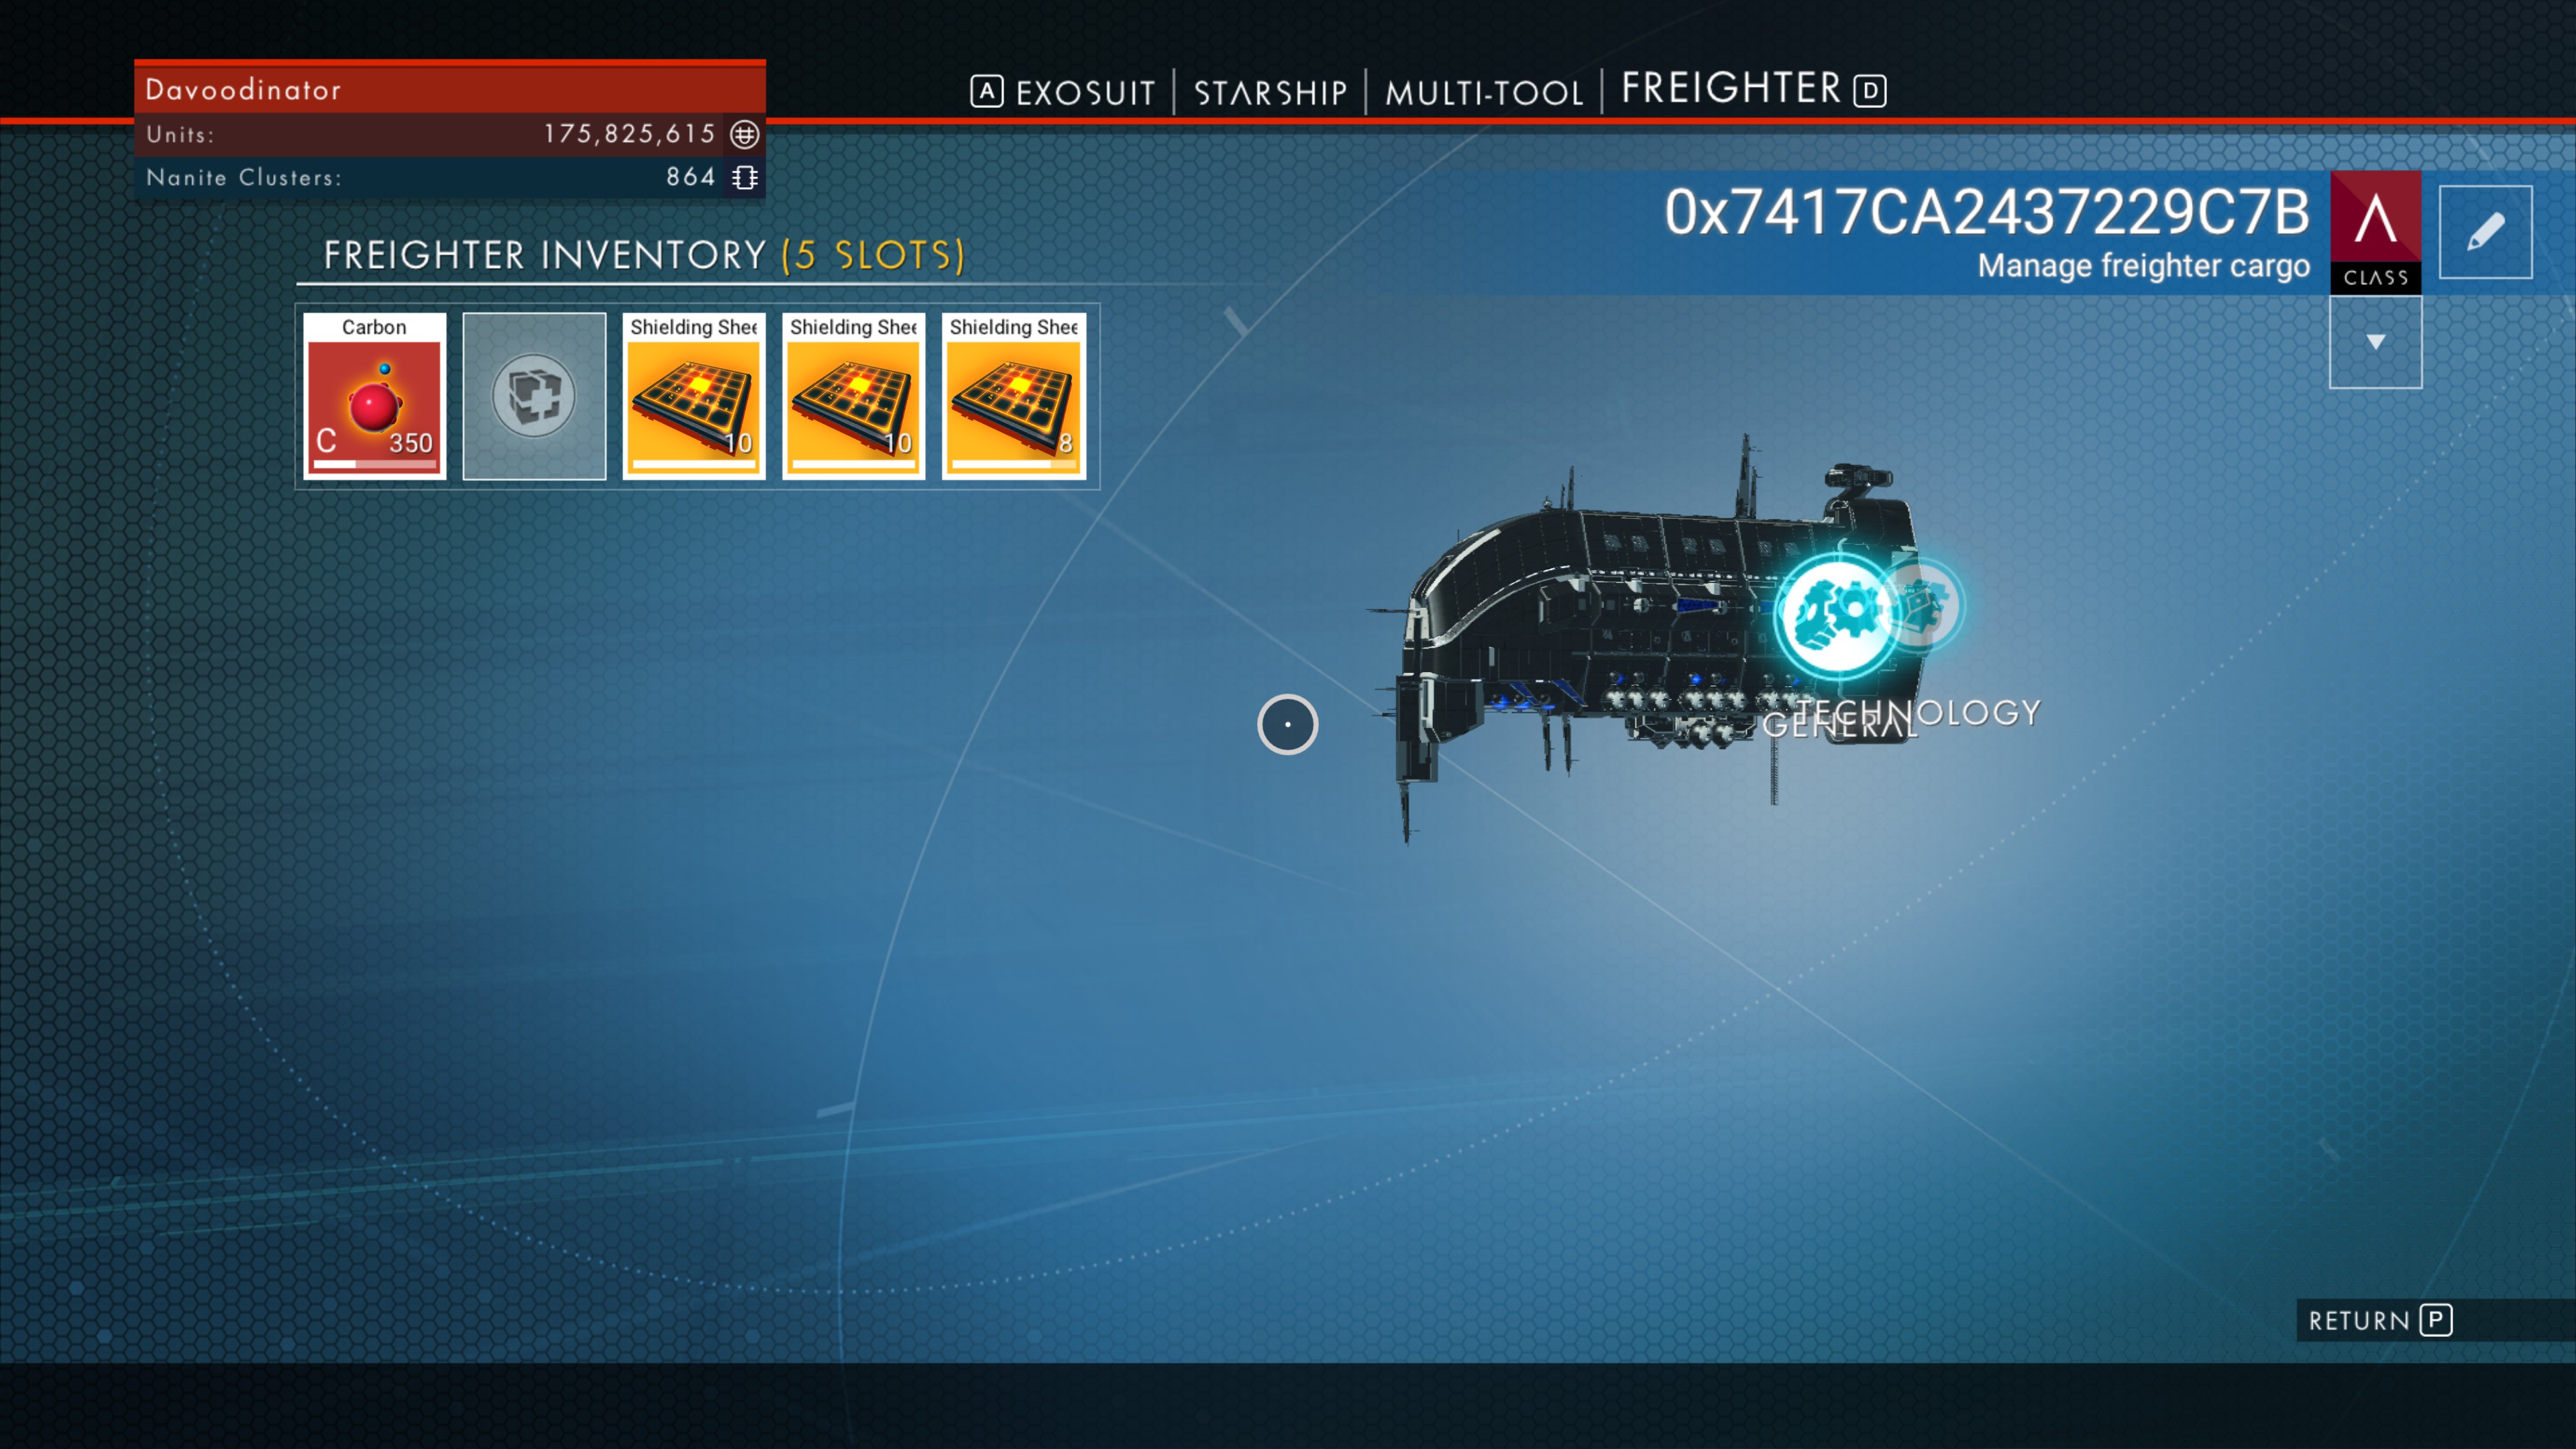 Davoodinator
Units: 175,825,615
Nanite Clusters: 864
A EXOSUIT STARSHIP MULTI-TOOL FREIGHTER D
0x7417CA2437229C7B
Manage freighter cargo
CLASS
FREIGHTER INVENTORY (5 SLOTS)
Carbon
C 350
Shielding Shee
10
Shielding Shee
10
Shielding Shee
8
TECHNOLOGY
GENERAL
RETURN P